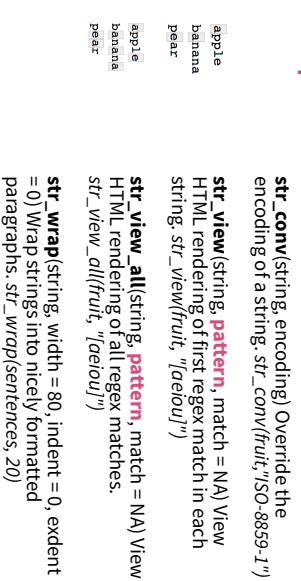 str_conv(string, encoding) Override the
encoding of a string. str_conv(fruit,"ISO-8859-1")
apple
banana
pear
str_view(string, pattern, match = NA) View
HTML rendering of first regex match in each
string. str_view(fruit, "[aeiou]")
apple
banana
pear
str_view_all(string, pattern, match = NA) View
HTML rendering of all regex matches.
str_view_all(fruit, "[aeiou]")
str_wrap(string, width = 80, indent = 0, exdent
= 0) Wrap strings into nicely formatted
paragraphs. str_wrap(sentences, 20)